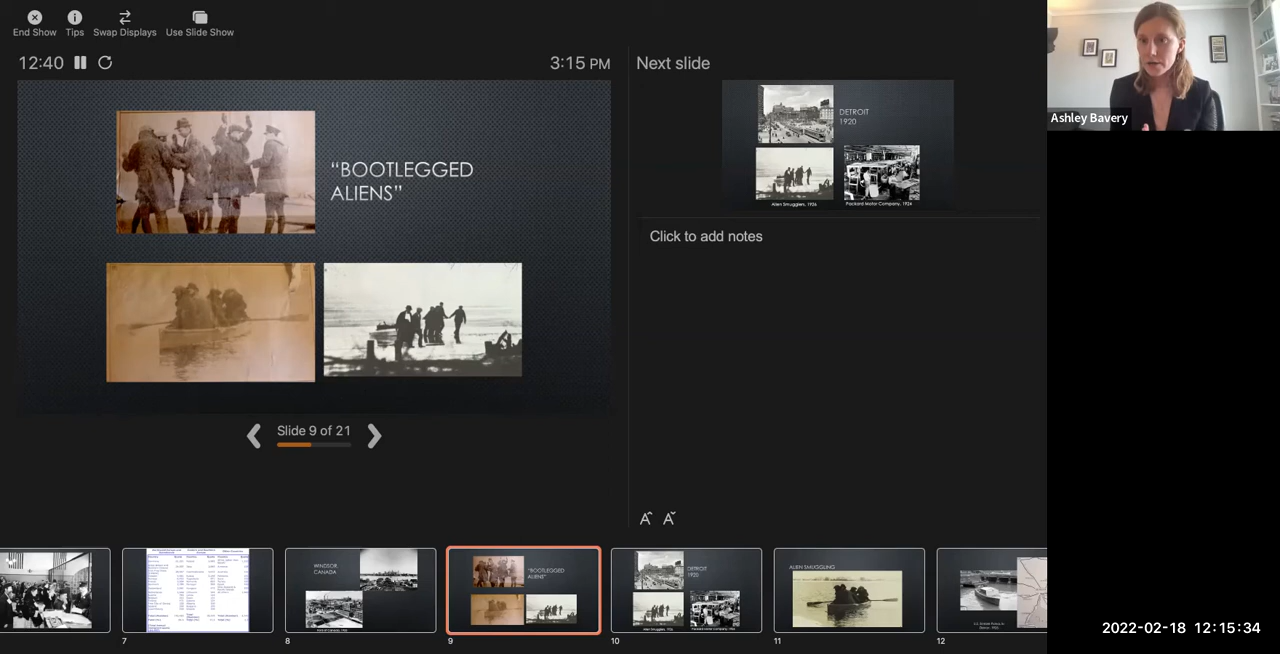 End Show
Tips
Swap Displays
Use Slide Show
12:40
3:15 PM
Next slide
"BOOTLEGGED
ALIENS"
DETROIT
1920
Alien Smugglers, 1926
Packard Motor Company, 1924
Click to add notes
Slide 9 of 21
Ashley Bavery
WINDSOR,
CANADA
"BOOTLEGGED
ALIENS"
DETROIT
ALIEN SMUGGLING
7
8
9
10
11
12
2022-02-18 12:15:34